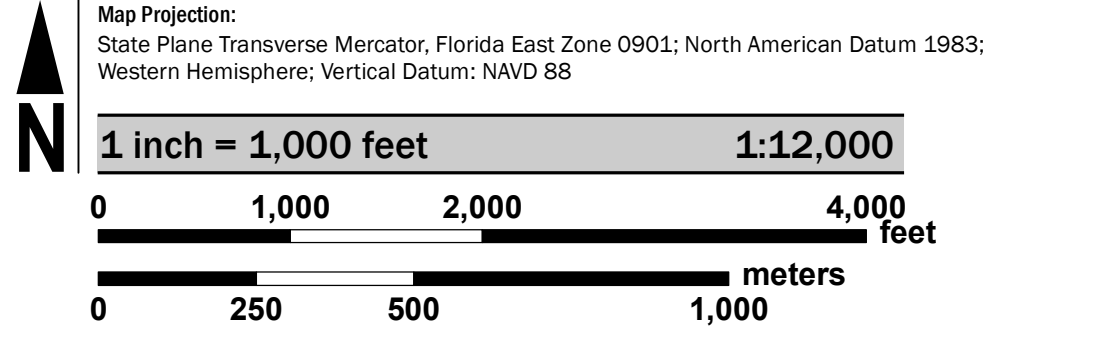 N
Map Projection:
State Plane Transverse Mercator, Florida East Zone 0901; North American Datum 1983;
Western Hemisphere; Vertical Datum: NAVD 88
1 inch = 1,000 feet 1:12,000
0 1,000 2,000 4,000
feet
meters
0 250 500 1,000